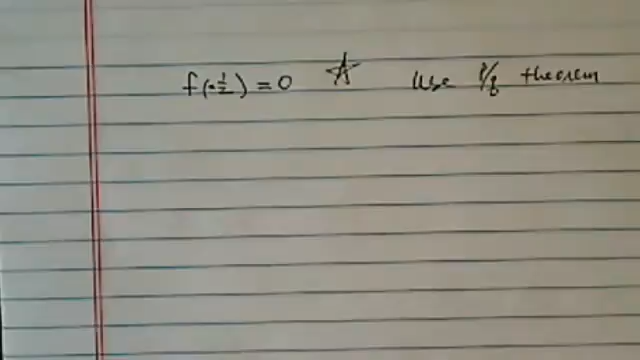 f(-1/2) = 0 ☆ use p/q theorem